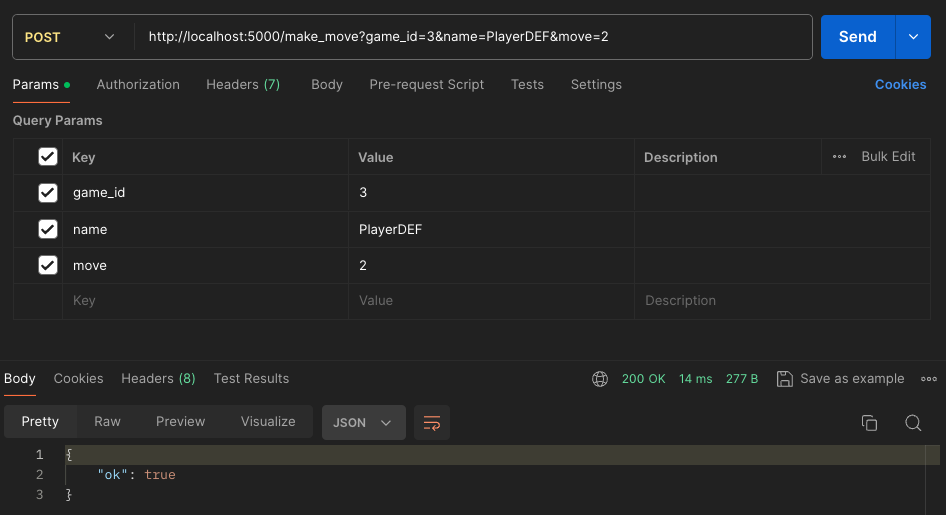 POST http://localhost:5000/make_move?game_id=3&name=PlayerDEF&move=2 Send
Params Authorization Headers (7) Body Pre-request Script Tests Settings Cookies
Query Params
Key Value Description Bulk Edit
game_id 3
name PlayerDEF
move 2
Key Value Description
Body Cookies Headers (8) Test Results 200 OK 14 ms 277 B Save as example
Pretty Raw Preview Visualize JSON
1 {
2 "ok": true
3 }